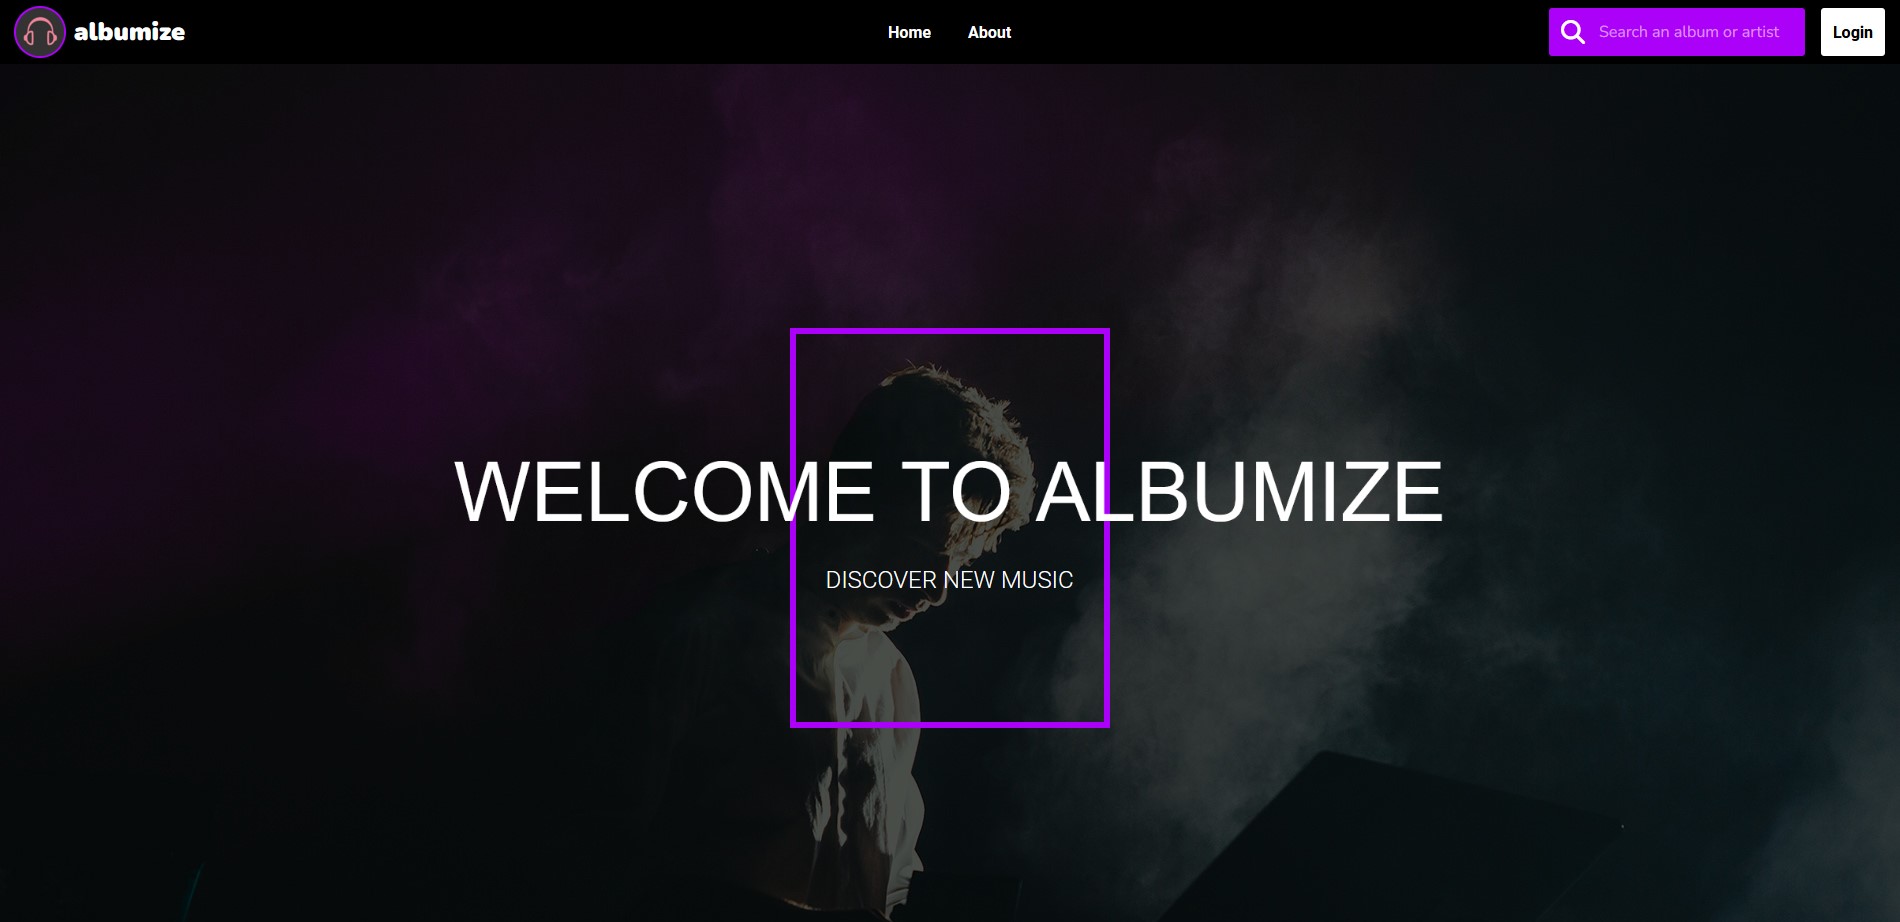 albumize
Home
About
Search an album or artist
Login
WELCOME TO ALBUMIZE
DISCOVER NEW MUSIC